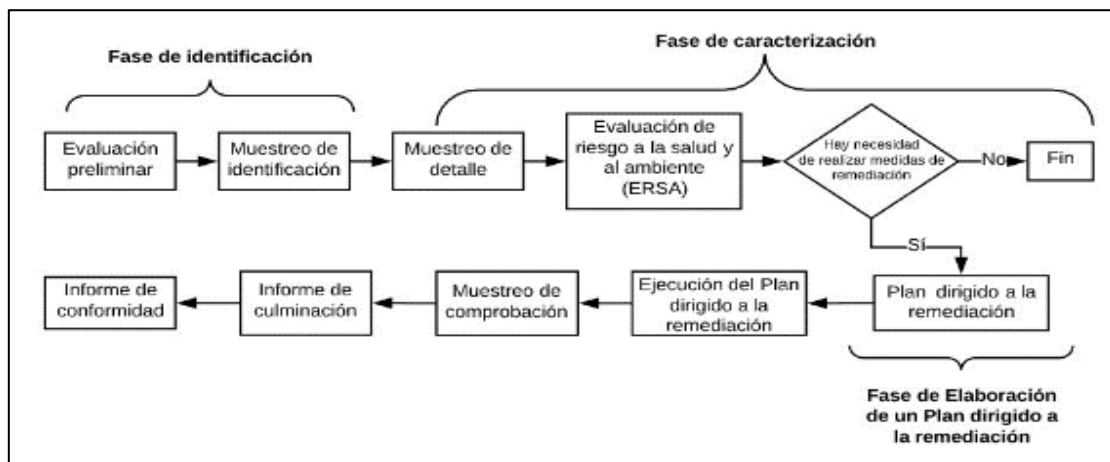 Fase de identificación
Fase de caracterización
Evaluación
preliminar
Muestreo de
identificación
Muestreo de
detalle
Evaluación de
riesgo a la salud y
al ambiente
(ERSA)
Hay necesidad
de realizar medidas de
remediación
No
Fin
Sí
Informe de
conformidad
Informe de
culminación
Muestreo de
comprobación
Ejecución del Plan
dirigido a la
remediación
Plan dirigido a la
remediación
Fase de Elaboración
de un Plan dirigido a
la remediación